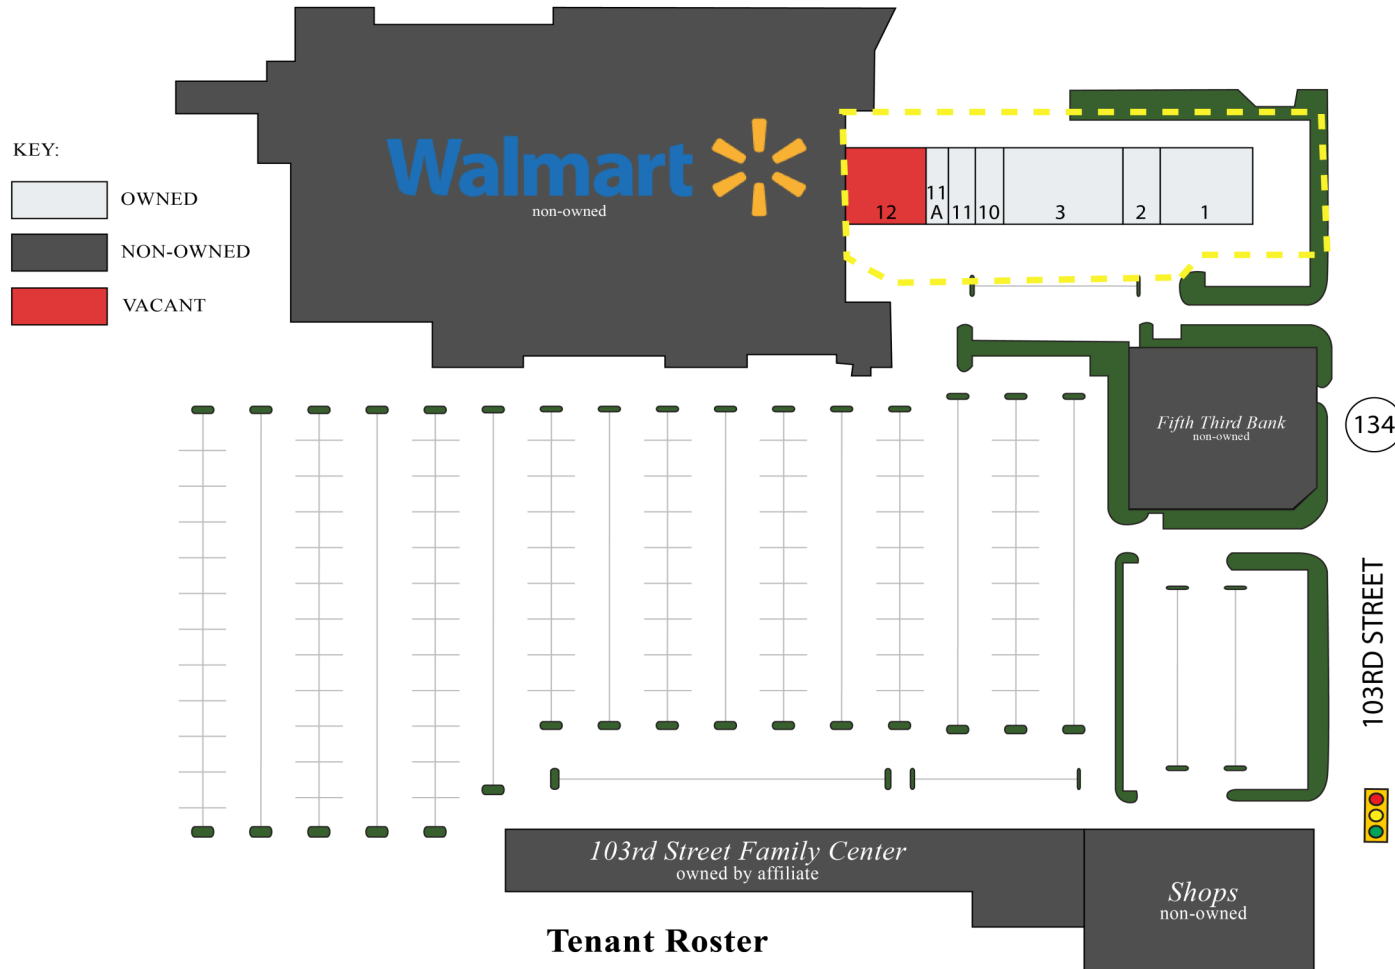 KEY:
OWNED
NON-OWNED
VACANT
Walmart
non-owned
12
11
A
11
10
3
2
1
Fifth Third Bank
non-owned
134
103RD STREET
103rd Street Family Center
owned by affiliate
Shops
non-owned
Tenant Roster